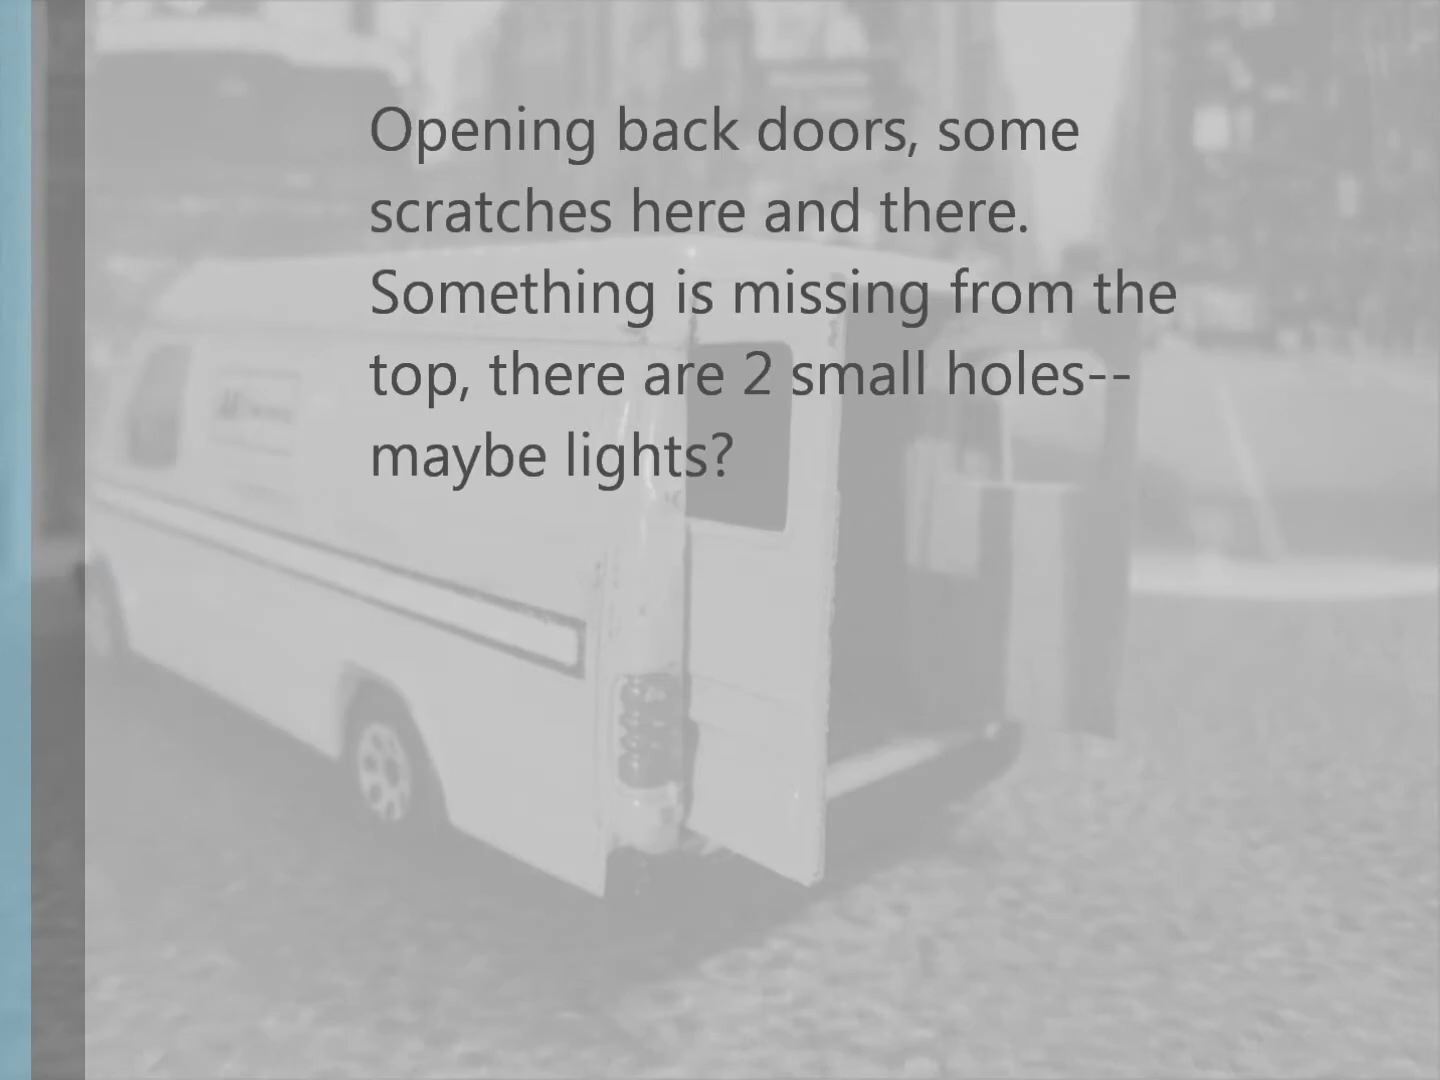 Opening back doors, some
scratches here and there.
Something is missing from the
top, there are 2 small holes--
maybe lights?